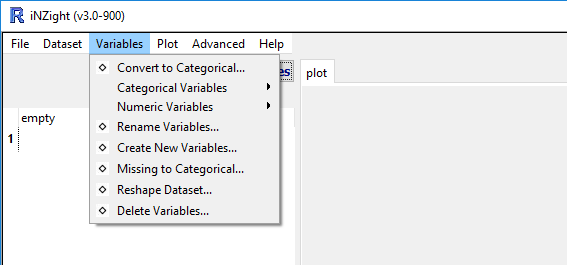 iNZight (v3.0-900)
File Dataset Variables Plot Advanced Help
Convert to Categorical...
es plot
Categorical Variables
Numeric Variables
empty
Rename Variables...
1
Create New Variables...
Missing to Categorical...
Reshape Dataset...
Delete Variables...